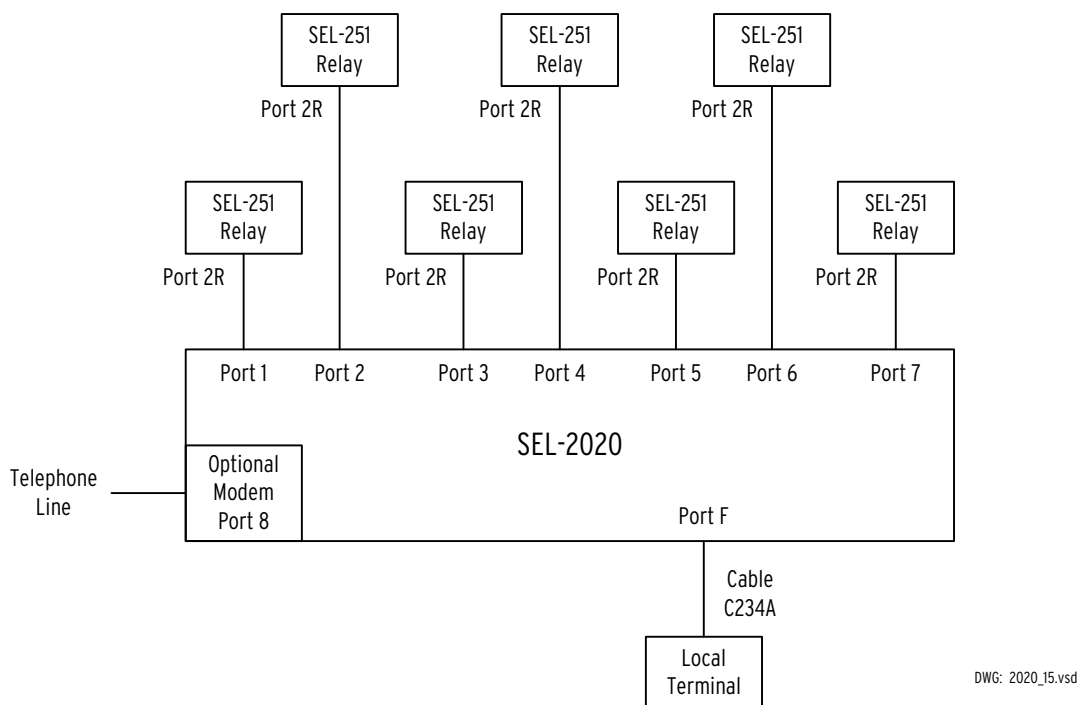 SEL-251
Relay
SEL-251
Relay
SEL-251
Relay
Port 2R
Port 2R
Port 2R
SEL-251
Relay
SEL-251
Relay
SEL-251
Relay
SEL-251
Relay
Port 2R
Port 2R
Port 2R
Port 2R
Port 1
Port 2
Port 3
Port 4
Port 5
Port 6
Port 7
SEL-2020
Telephone
Line
Optional
Modem
Port 8
Port F
Cable
C234A
Local
Terminal
DWG: 2020_15.vsd